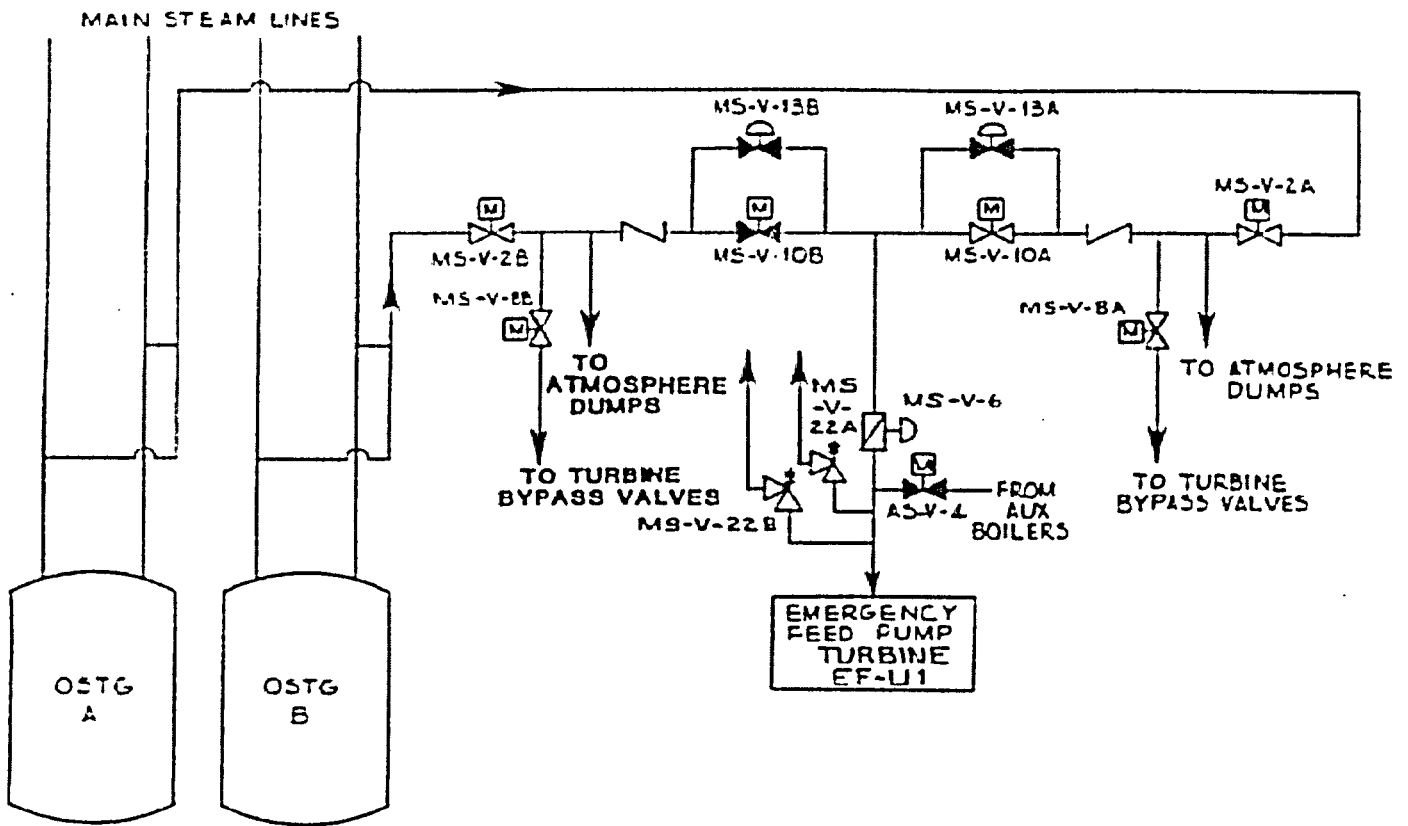 MAIN STEAM LINES
MS-V-13B
MS-V-13A
MS-V-2A
M
M
M
M
MS-V-2B
MS-V-10B
MS-V-10A
MS-V-8B
M
MS-V-8A
M
TO
ATMOSPHERE
DUMPS
TO ATMOSPHERE
DUMPS
MS
-V-
22A
MS-V-6
TO TURBINE
BYPASS VALVES
TO TURBINE
BYPASS VALVES
MS-V-22B
AS-V-4
FROM
AUX
BOILERS
EMERGENCY
FEED PUMP
TURBINE
EF-U1
OSTG
A
OSTG
B